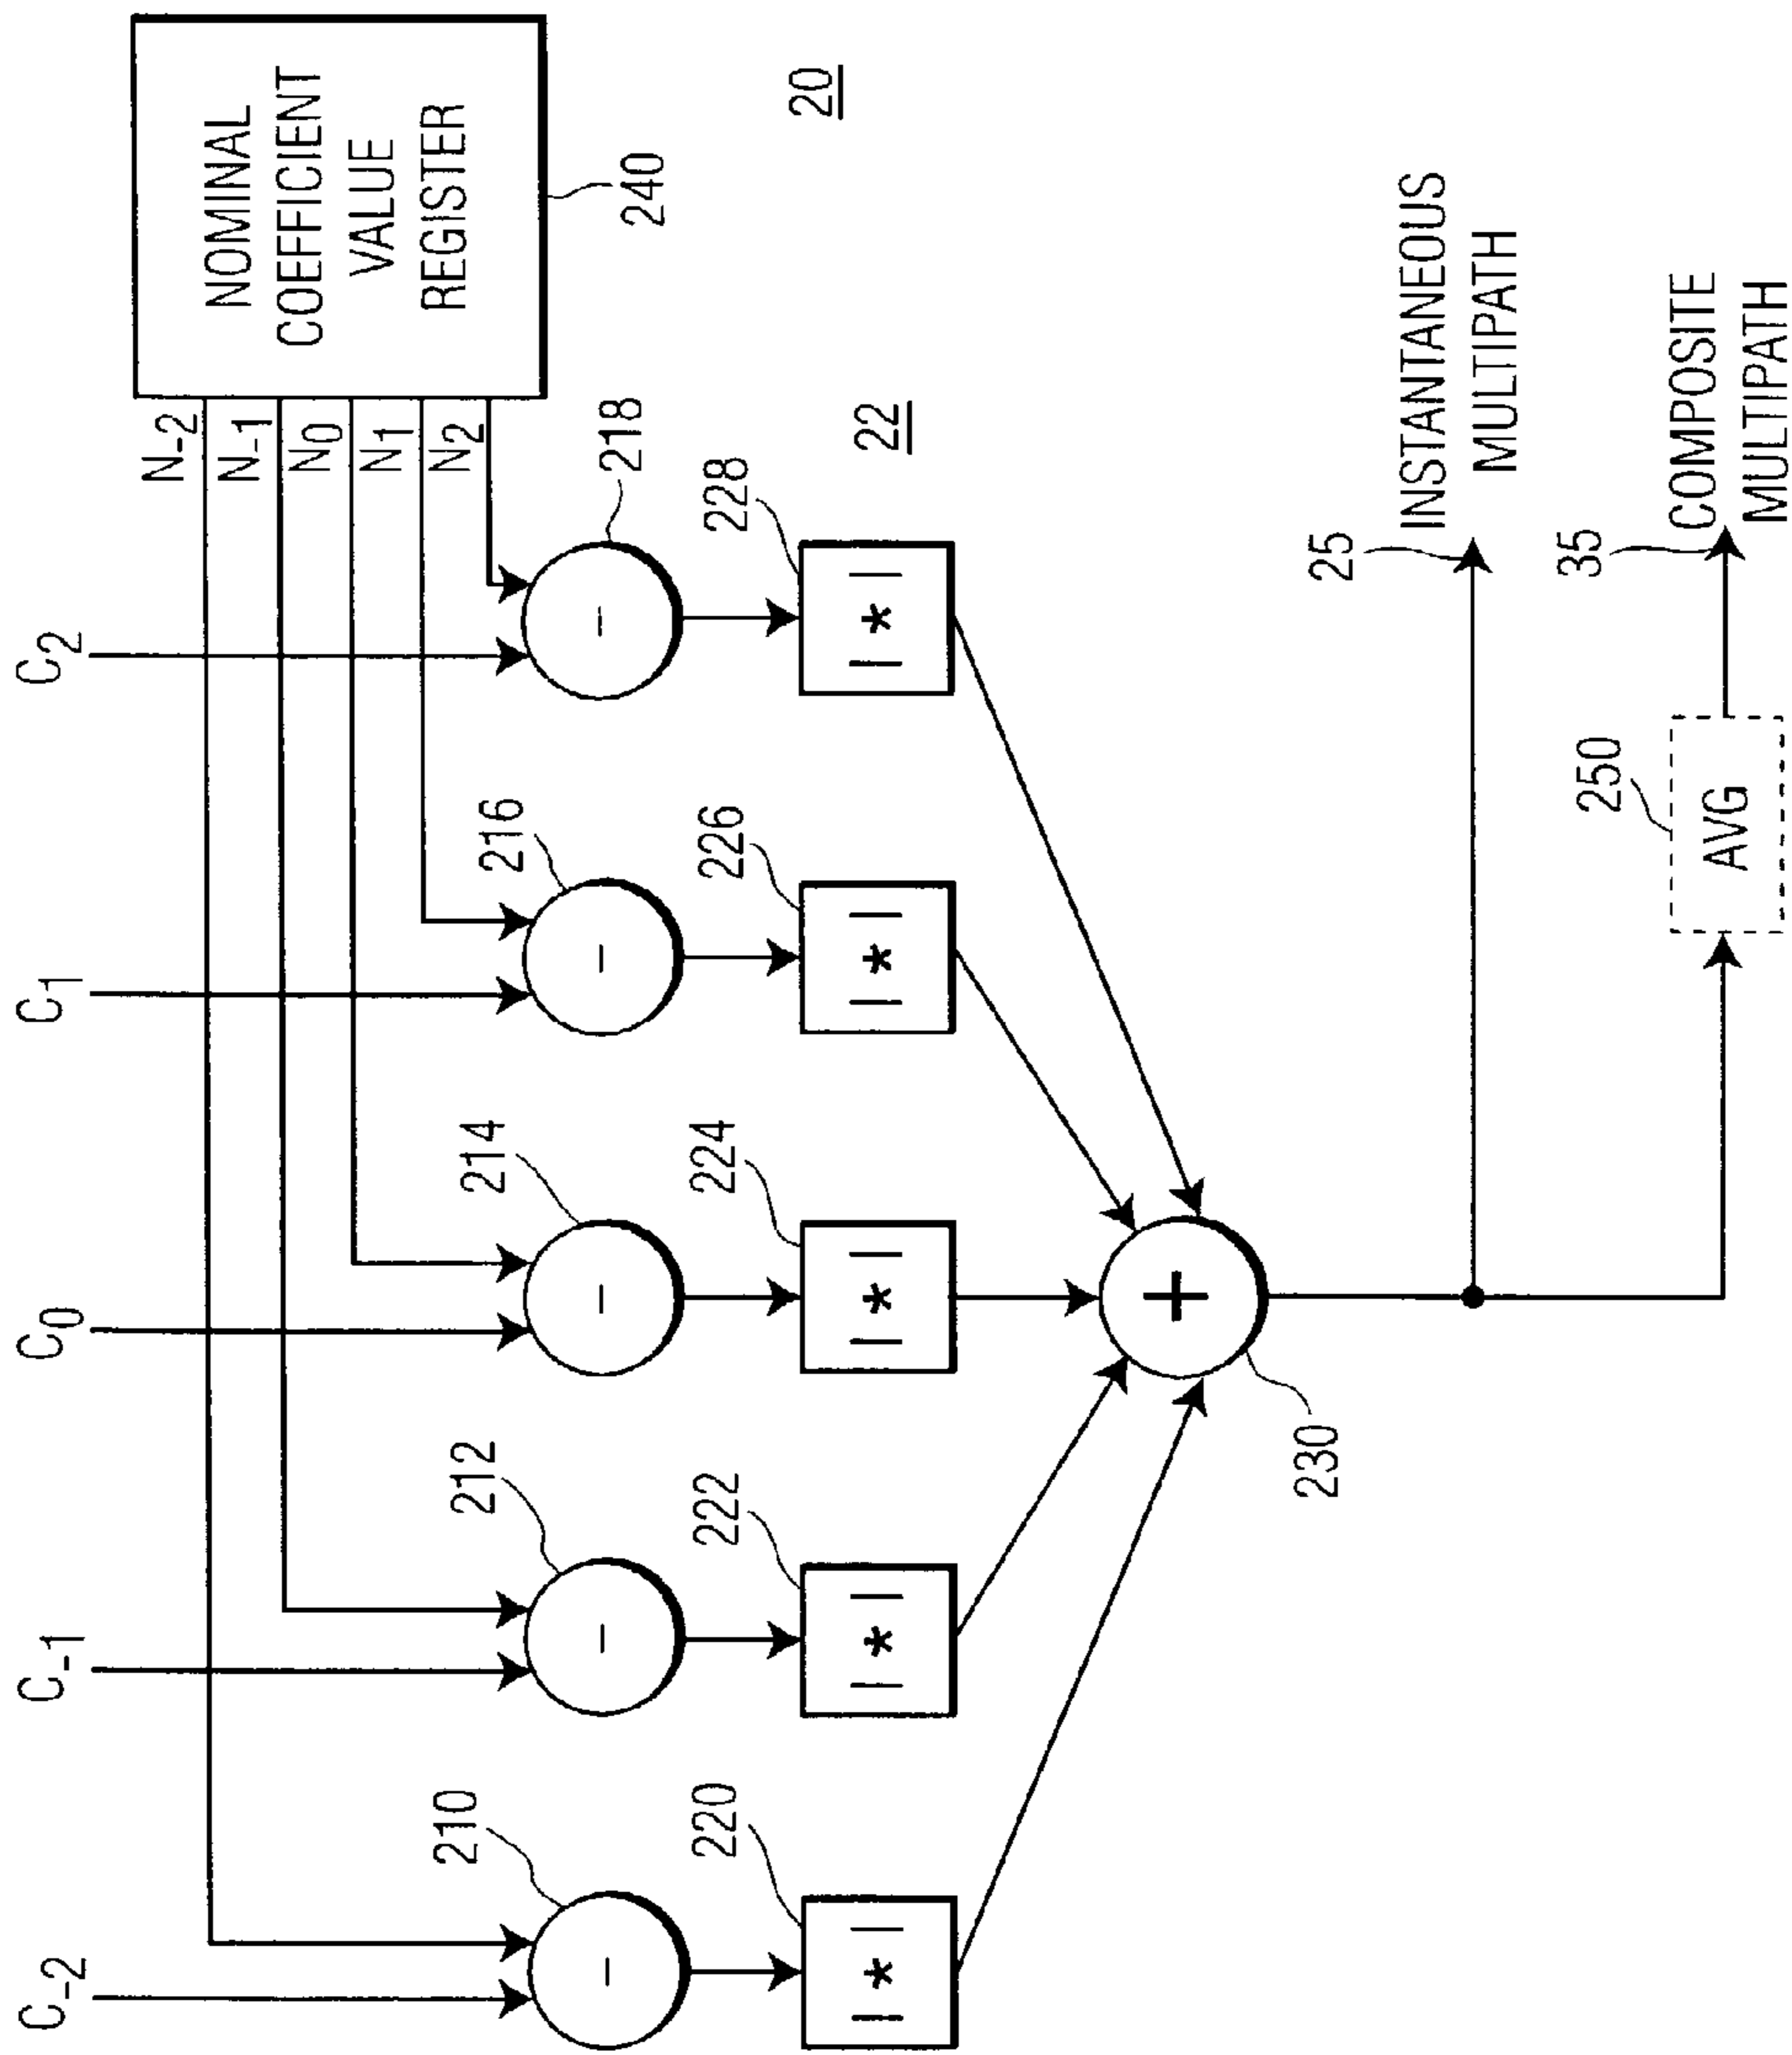 C-2
C-1
C0
C1
C2
NOMINAL
COEFFICIENT
VALUE
REGISTER
N-2
N-1
N0
N1
N2
240
210
212
214
216
218
-
-
-
-
-
20
220
222
224
226
228
22
|*|
|*|
|*|
|*|
|*|
+
230
25
INSTANTANEOUS
MULTIPATH
250
AVG
35
COMPOSITE
MULTIPATH